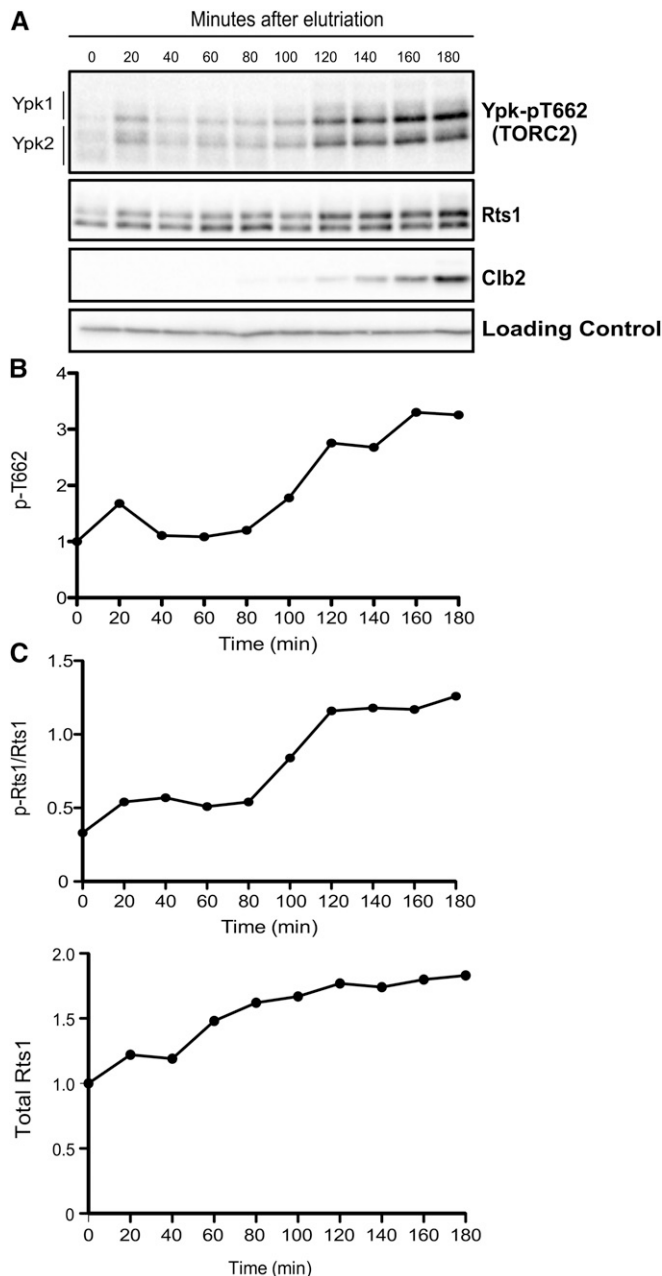 A
Minutes after elutriation
0 20 40 60 80 100 120 140 160 180
Ypk1
Ypk2
Ypk-pT662
(TORC2)
Rts1
Clb2
Loading Control
B
p-T662
4
3
2
1
0
0 20 40 60 80 100 120 140 160 180
Time (min)
C
p-Rts1/Rts1
1.5
1.0
0.5
0
0 20 40 60 80 100 120 140 160 180
Time (min)
Total Rts1
2.0
1.5
1.0
0.5
0
0 20 40 60 80 100 120 140 160 180
Time (min)